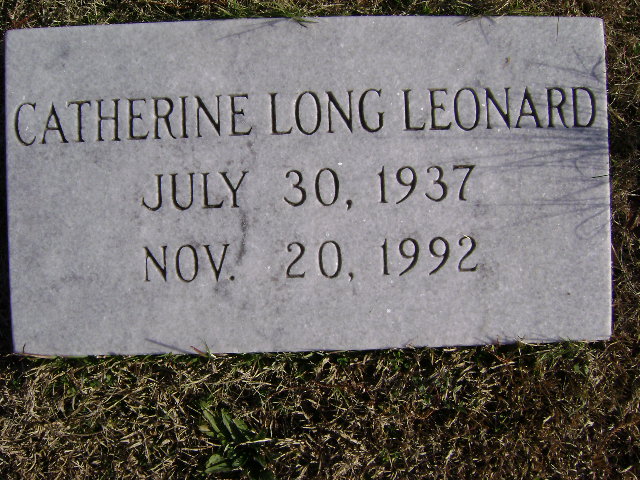 CATHERINE LONG LEONARD
JULY 30, 1937
NOV. 20, 1992